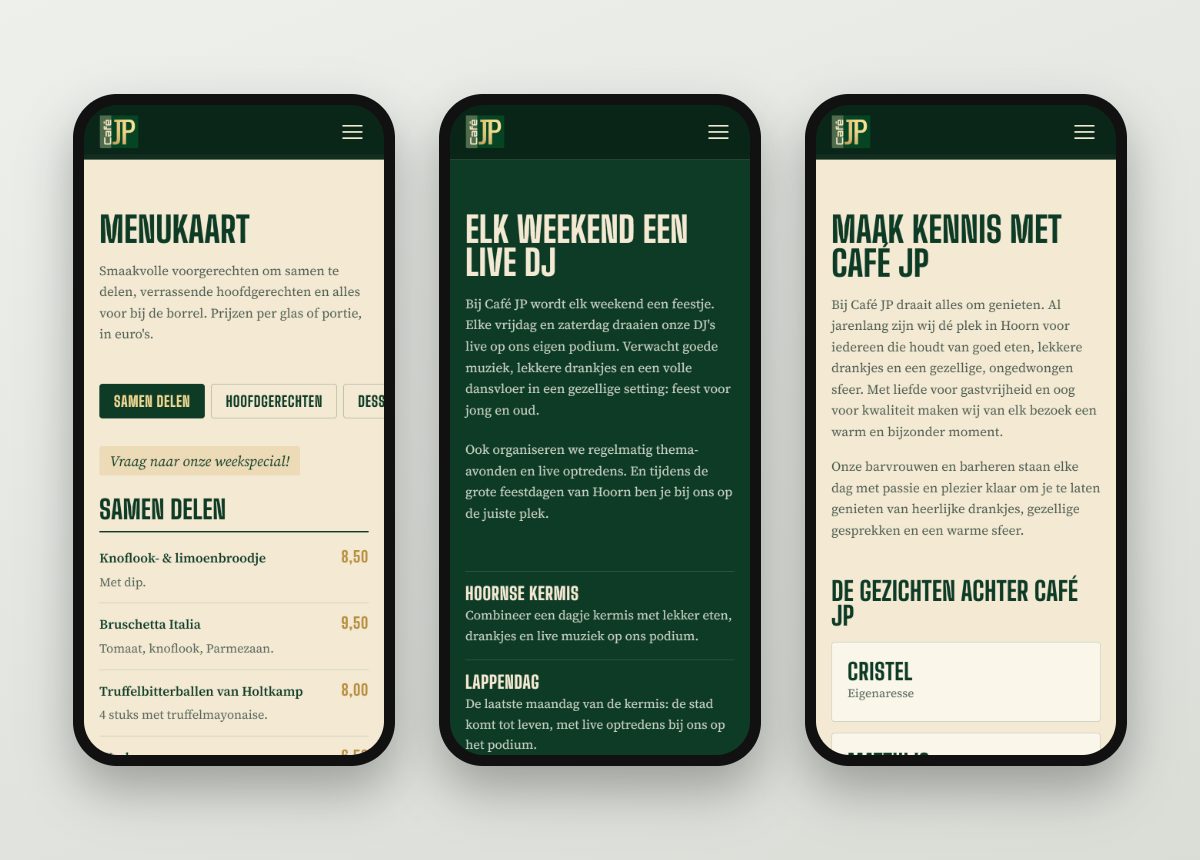 Café JP
MENUKAART
Smaakvolle voorgerechten om samen te
delen, verrassende hoofdgerechten en alles
voor bij de borrel. Prijzen per glas of portie,
in euro's.
SAMEN DELEN
HOOFDGERECHTEN
DESS
Vraag naar onze weekspecial!
SAMEN DELEN
Knoflook- & limoenbroodje 8,50
Met dip.
Bruschetta Italia 9,50
Tomaat, knoflook, Parmezaan.
Truffelbitterballen van Holtkamp 8,00
4 stuks met truffelmayonaise.
Café JP
ELK WEEKEND EEN
LIVE DJ
Bij Café JP wordt elk weekend een feestje.
Elke vrijdag en zaterdag draaien onze DJ's
live op ons eigen podium. Verwacht goede
muziek, lekkere drankjes en een volle
dansvloer in een gezellige setting: feest voor
jong en oud.
Ook organiseren we regelmatig thema-
avonden en live optredens. En tijdens de
grote feestdagen van Hoorn ben je bij ons op
de juiste plek.
HOORNSE KERMIS
Combineer een dagje kermis met lekker eten,
drankjes en live muziek op ons podium.
LAPPENDAG
De laatste maandag van de kermis: de stad
komt tot leven, met live optredens bij ons op
het podium.
Café JP
MAAK KENNIS MET
CAFÉ JP
Bij Café JP draait alles om genieten. Al
jarenlang zijn wij dé plek in Hoorn voor
iedereen die houdt van goed eten, lekkere
drankjes en een gezellige, ongedwongen
sfeer. Met liefde voor gastvrijheid en oog
voor kwaliteit maken wij van elk bezoek een
warm en bijzonder moment.
Onze barvrouwen en barheren staan elke
dag met passie en plezier klaar om je te laten
genieten van heerlijke drankjes, gezellige
gesprekken en een warme sfeer.
DE GEZICHTEN ACHTER CAFÉ
JP
CRISTEL
Eigenaresse